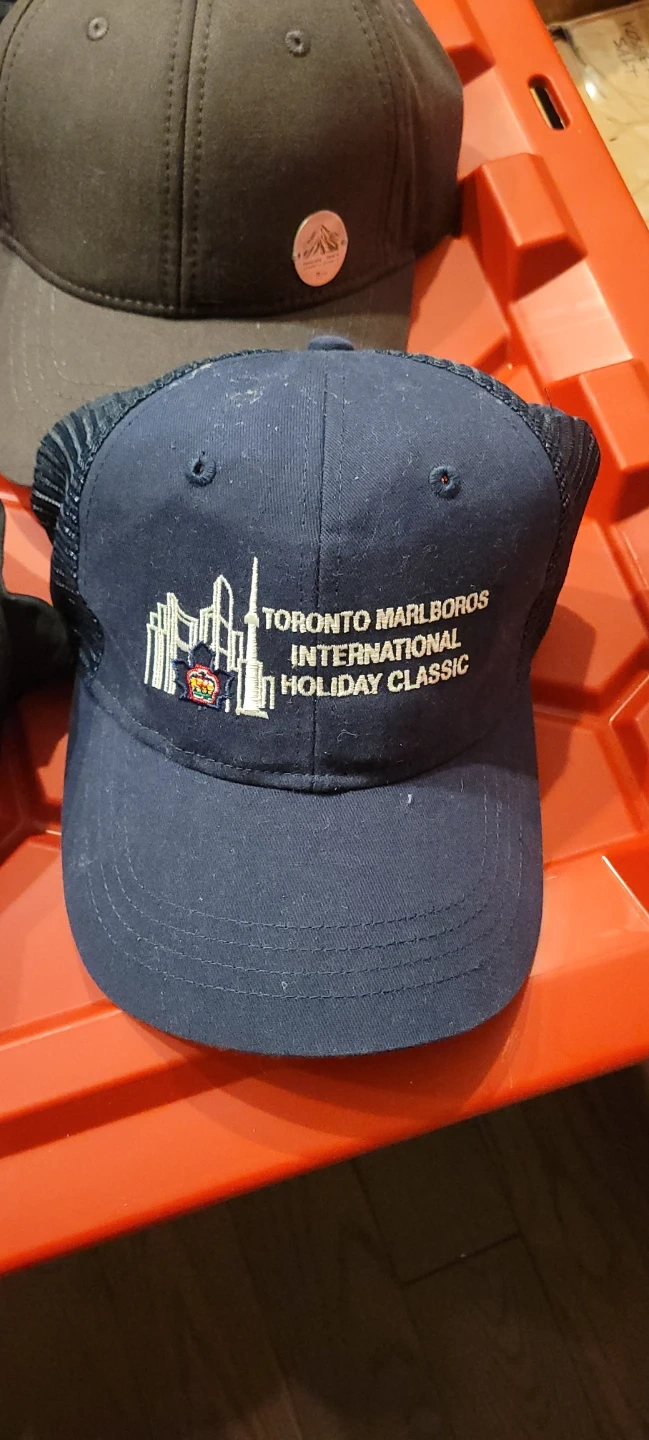 TORONTO MARLBOROS
INTERNATIONAL
HOLIDAY CLASSIC